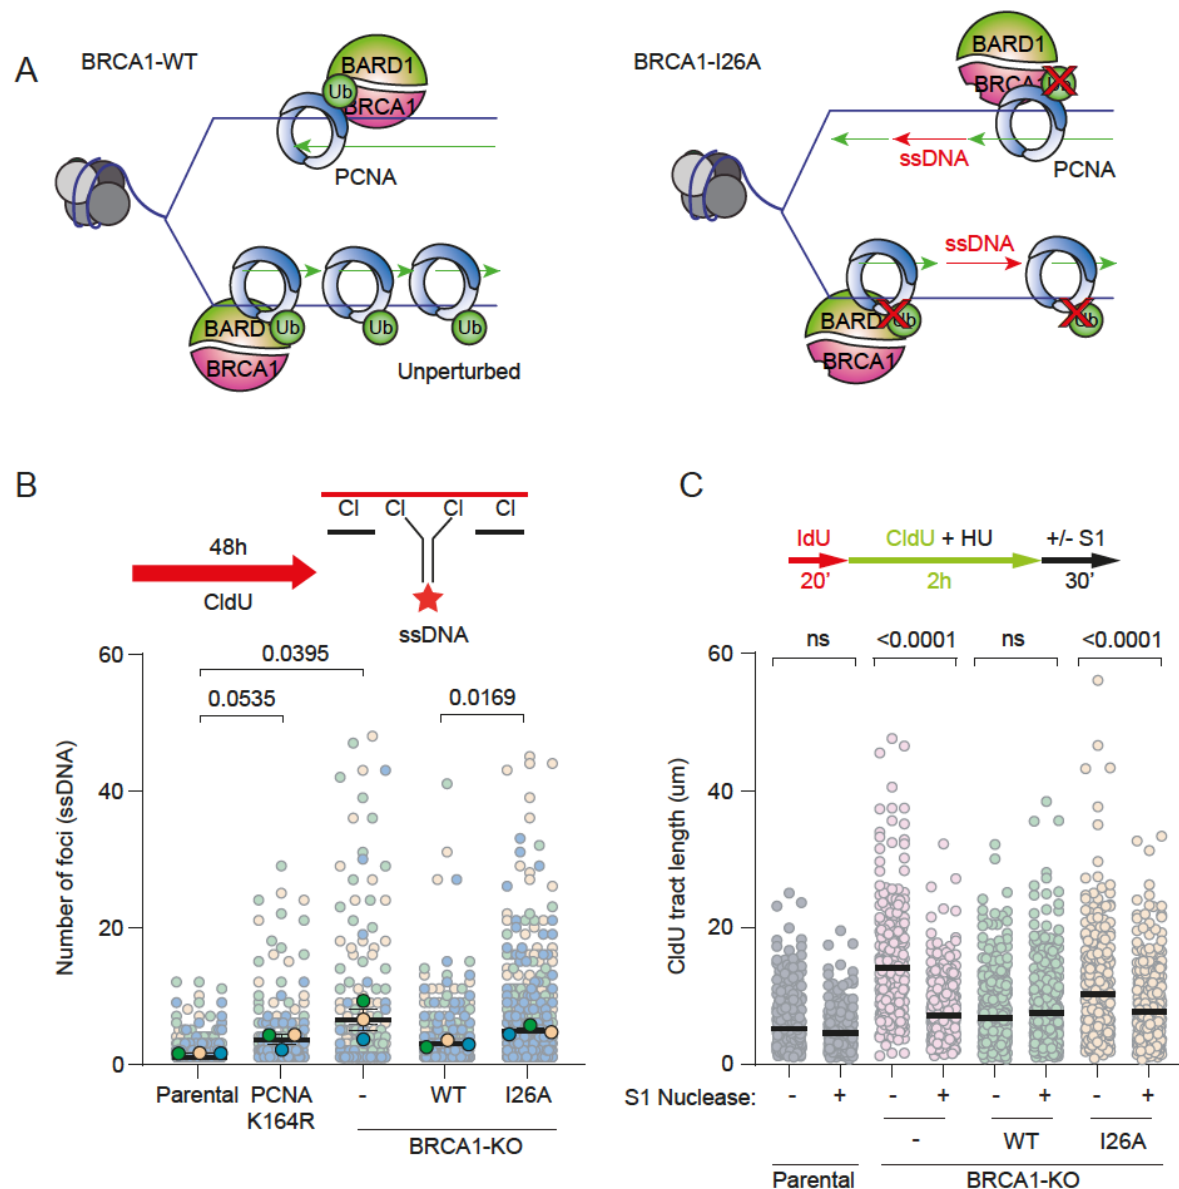 A
BRCA1-WT
BARD1
Ub
BRCA1
PCNA
BARD
Ub
Ub
Ub
BRCA1
Unperturbed
BRCA1-I26A
BARD1
BRCA1
Ub
ssDNA
PCNA
ssDNA
BARD
Ub
Ub
BRCA1
B
48h
CldU
Cl Cl Cl Cl
ssDNA
Number of foci (ssDNA)
60
40
20
0
0.0395
0.0535
0.0169
Parental PCNA K164R - WT I26A
BRCA1-KO
C
IdU CldU + HU +/- S1
20' 2h 30'
CldU tract length (um)
60
40
20
0
ns <0.0001 ns <0.0001
S1 Nuclease: - + - + - + - +
- WT I26A
Parental BRCA1-KO